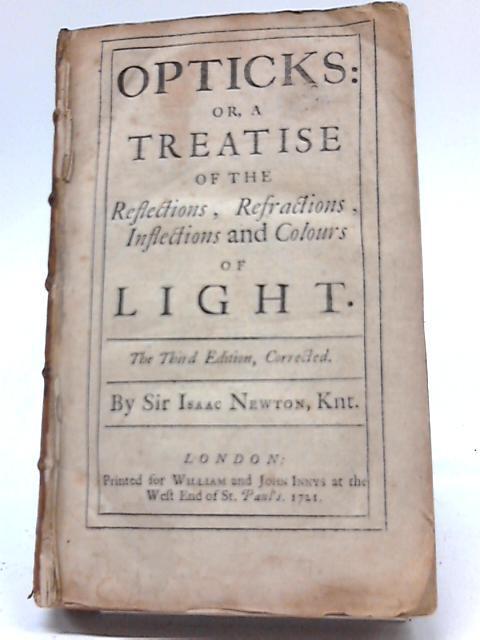 OPTICKS:
OR, A
TREATISE
OF THE
Reflections, Refractions,
Inflections and Colours
OF
LIGHT.
The Third Edition, Corrected.
By Sir ISAAC NEWTON, Knt.
LONDON:
Printed for WILLIAM and JOHN INNYS at the
West End of St. Paul's. 1721.